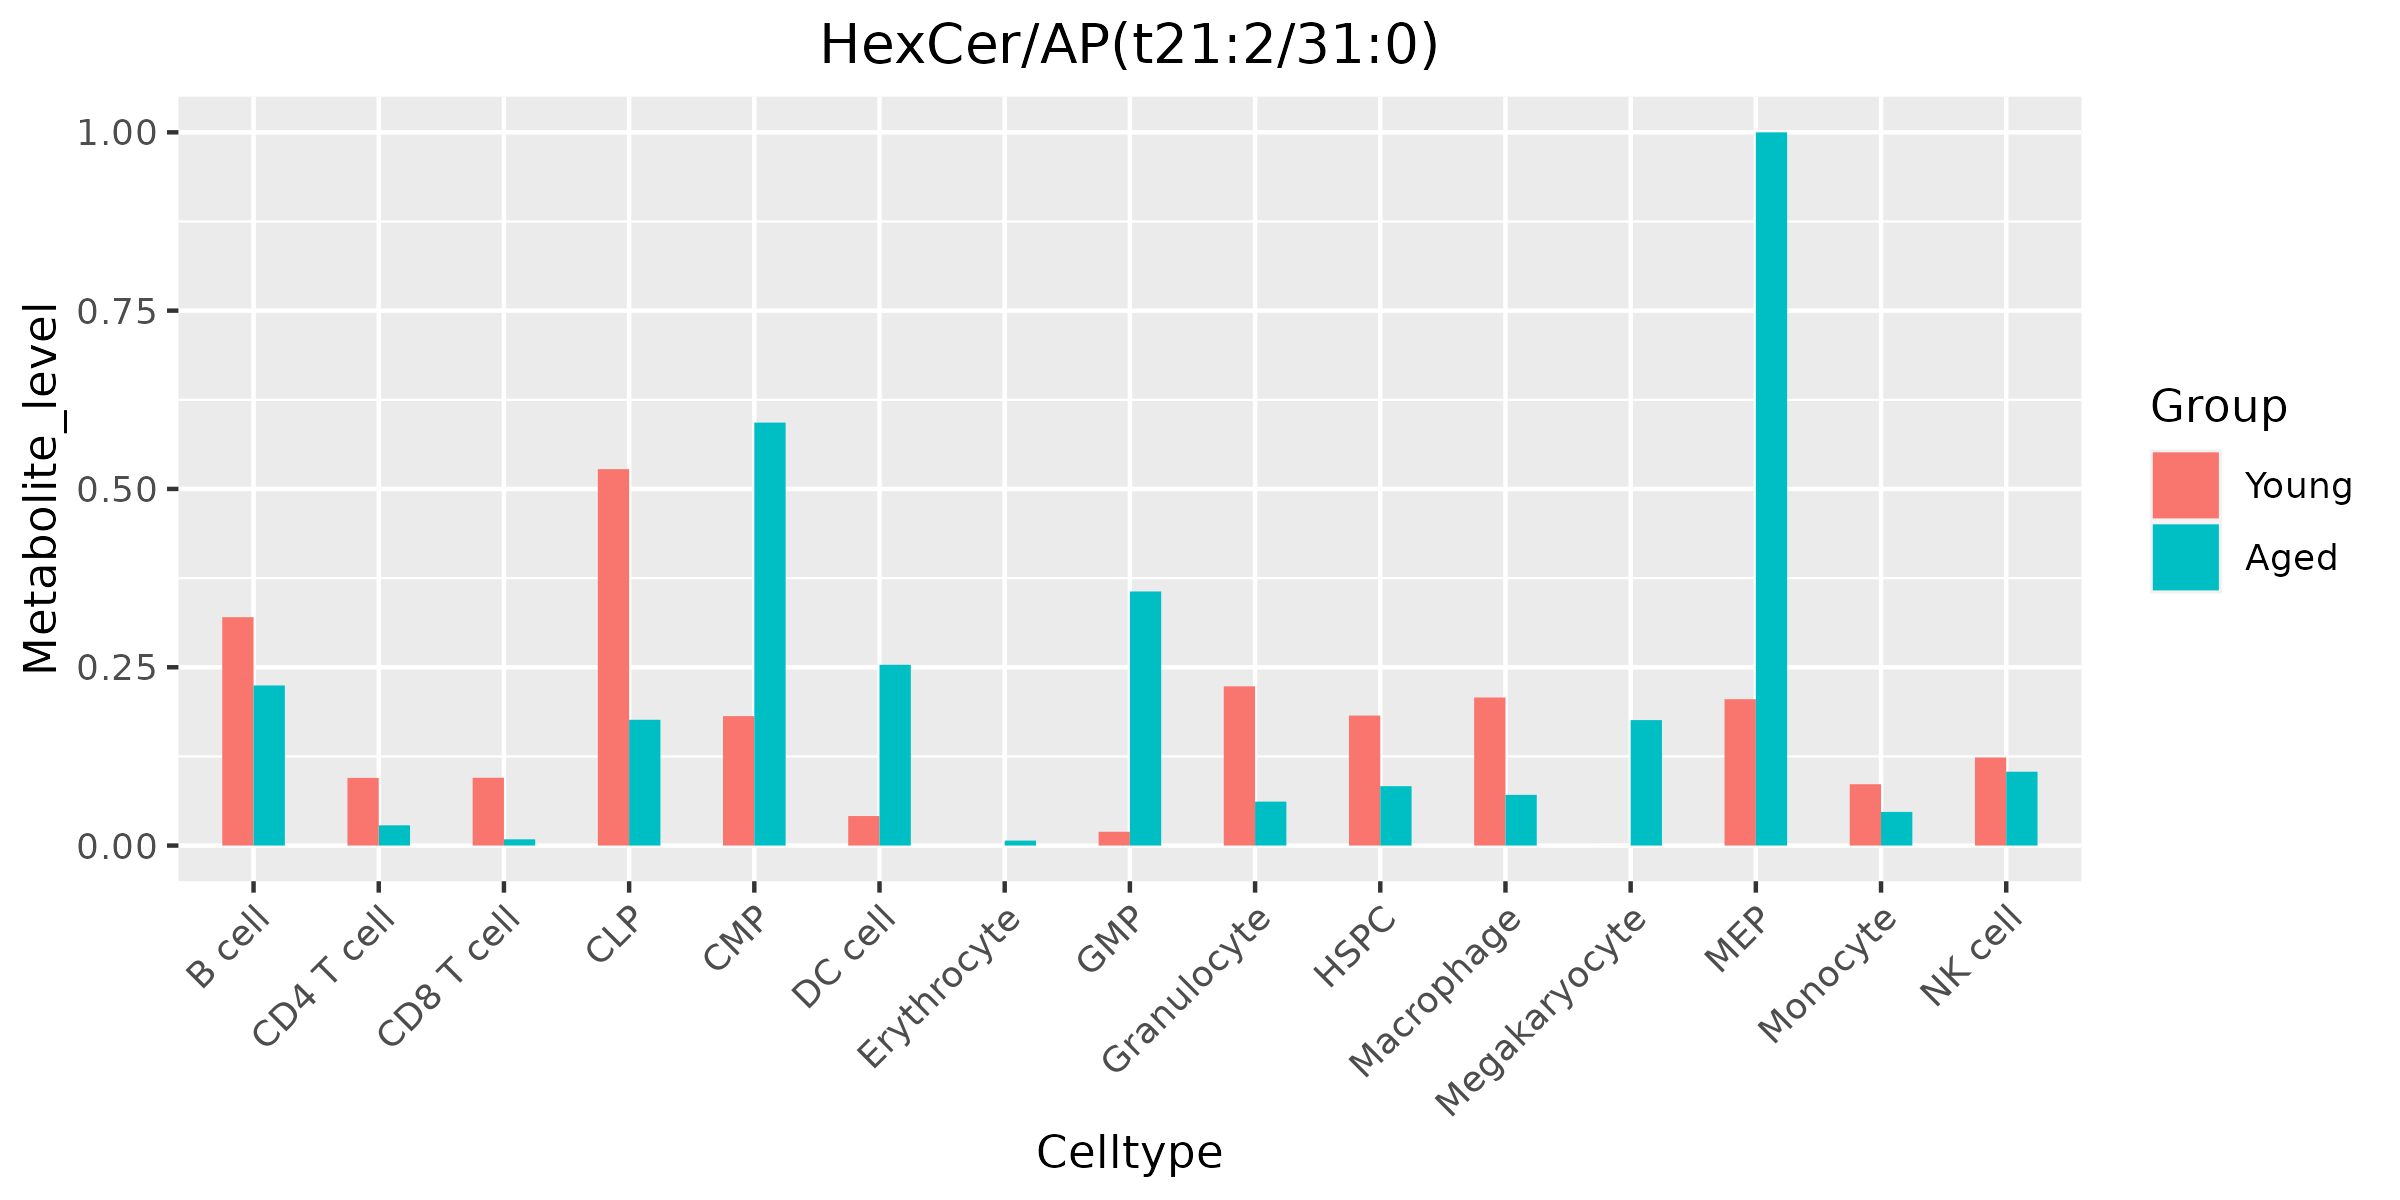 HexCer/AP(t21:2/31:0)
Metabolite_level
1.00
0.75
0.50
0.25
0.00
B cell
CD4 T cell
CD8 T cell
CLP
CMP
DC cell
Erythrocyte
GMP
Granulocyte
HSPC
Macrophage
Megakaryocyte
MEP
Monocyte
NK cell
Celltype
Group
Young
Aged